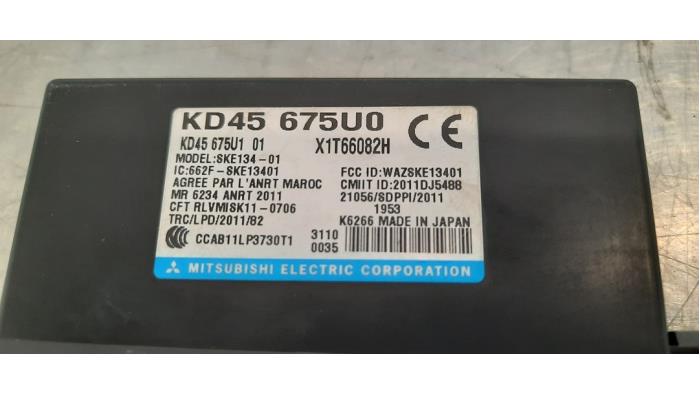 KD45 675U0
KD45 675U1 01 X1T66082H
MODEL:SKE134-01
IC:662F-SKE13401 FCC ID:WAZSKE13401
AGREE PAR L'ANRT MAROC CMIIT ID:2011DJ5488
MR 6234 ANRT 2011 21056/SDPPI/2011
CFT RLVMISK11-0706 1953
TRC/LPD/2011/82 K6266 MADE IN JAPAN
CCAB11LP3730T1 3110
0035
MITSUBISHI ELECTRIC CORPORATION